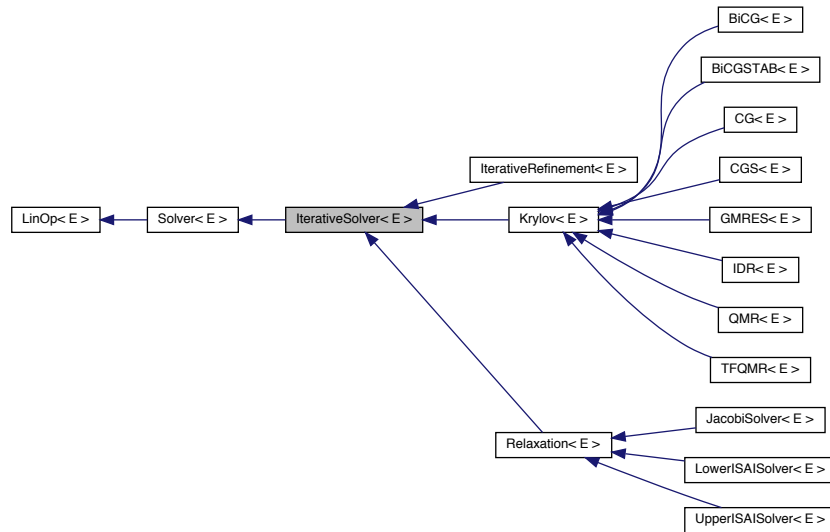 BiCG< E >
BiCGSTAB< E >
CG< E >
IterativeRefinement< E >
CGS< E >
LinOp< E >
Solver< E >
IterativeSolver< E >
Krylov< E >
GMRES< E >
IDR< E >
QMR< E >
TFQMR< E >
JacobiSolver< E >
Relaxation< E >
LowerISAISolver< E >
UpperISAISolver< E >